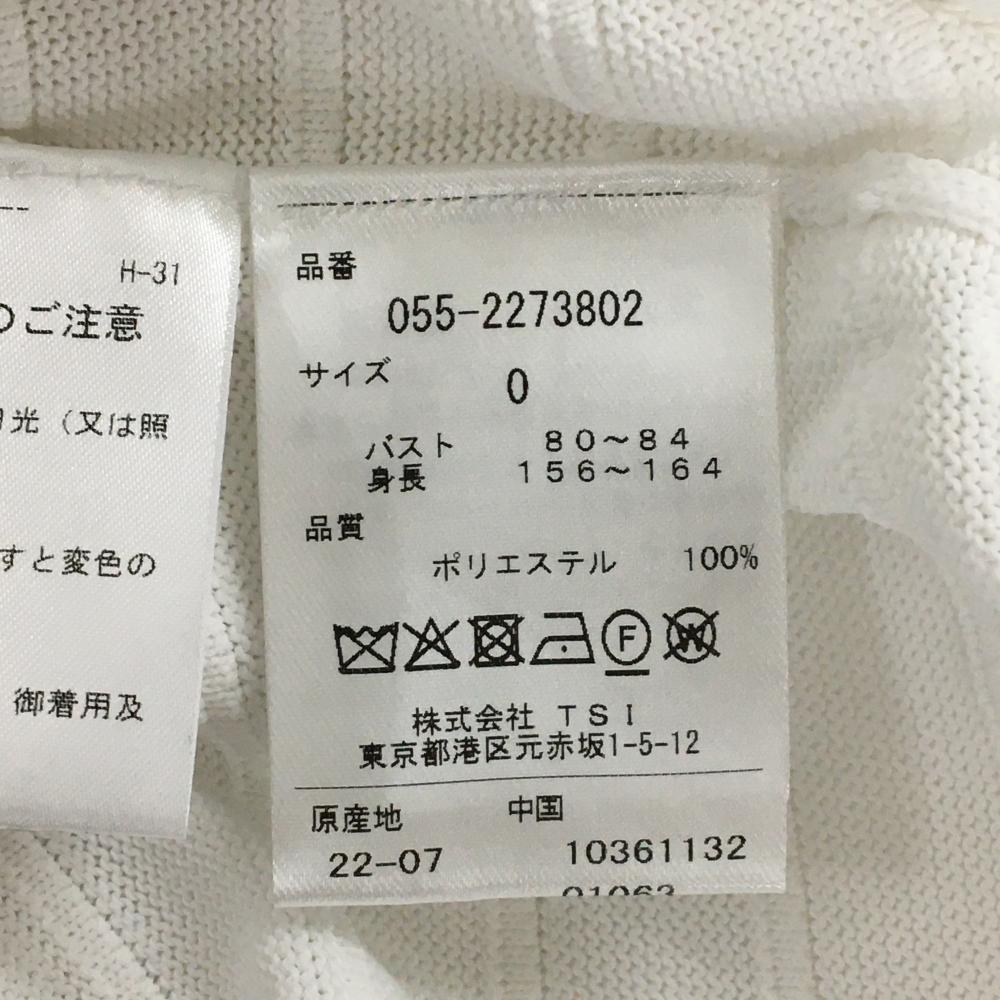 H-31
のご注意
光（又は照
すと変色の
御着用及
品番
055-2273802
サイズ 0
バスト 80～84
身長 156～164
品質
ポリエステル 100%
F
W
株式会社 TSI
東京都港区元赤坂1-5-12
原産地 中国
22-07 10361132